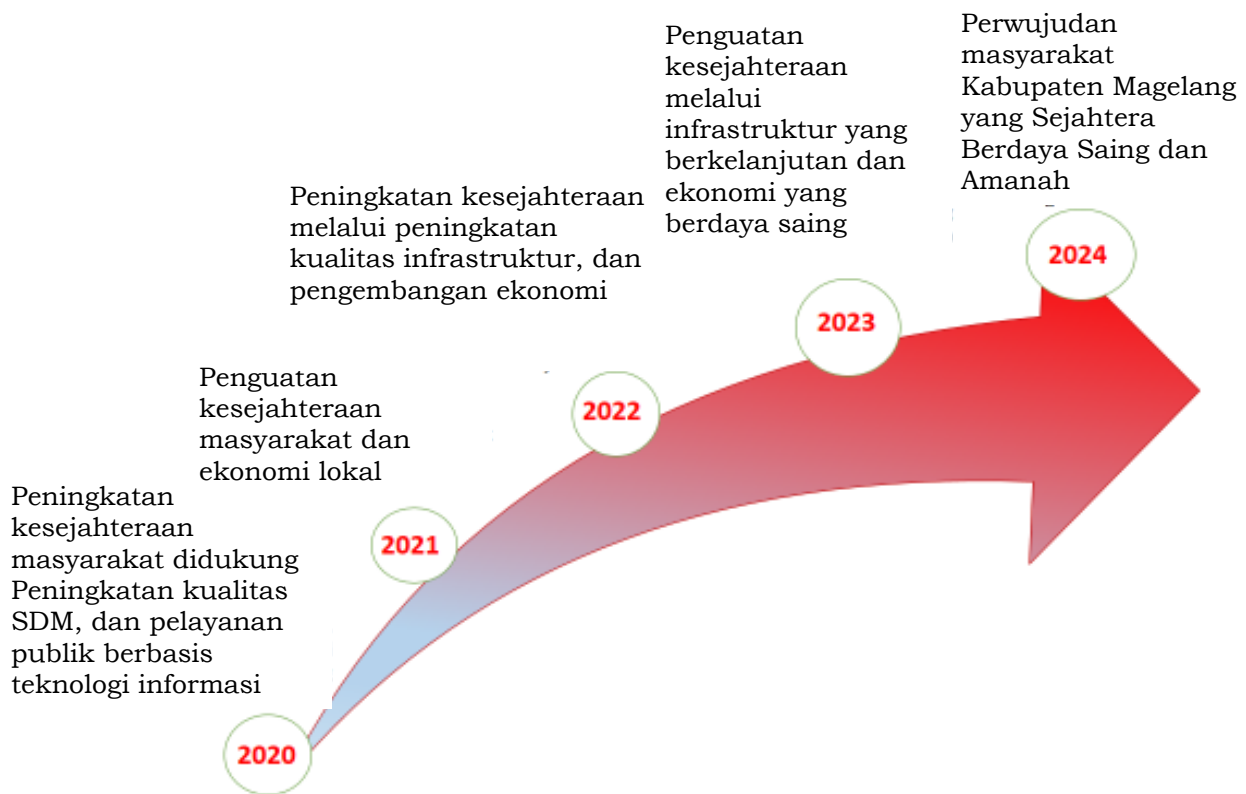 Peningkatan
kesejahteraan
masyarakat didukung
Peningkatan kualitas
SDM, dan pelayanan
publik berbasis
teknologi informasi
2020
Penguatan
kesejahteraan
masyarakat dan
ekonomi lokal
2021
Peningkatan kesejahteraan
melalui peningkatan
kualitas infrastruktur, dan
pengembangan ekonomi
2022
Penguatan
kesejahteraan
melalui
infrastruktur yang
berkelanjutan dan
ekonomi yang
berdaya saing
2023
Perwujudan
masyarakat
Kabupaten Magelang
yang Sejahtera
Berdaya Saing dan
Amanah
2024